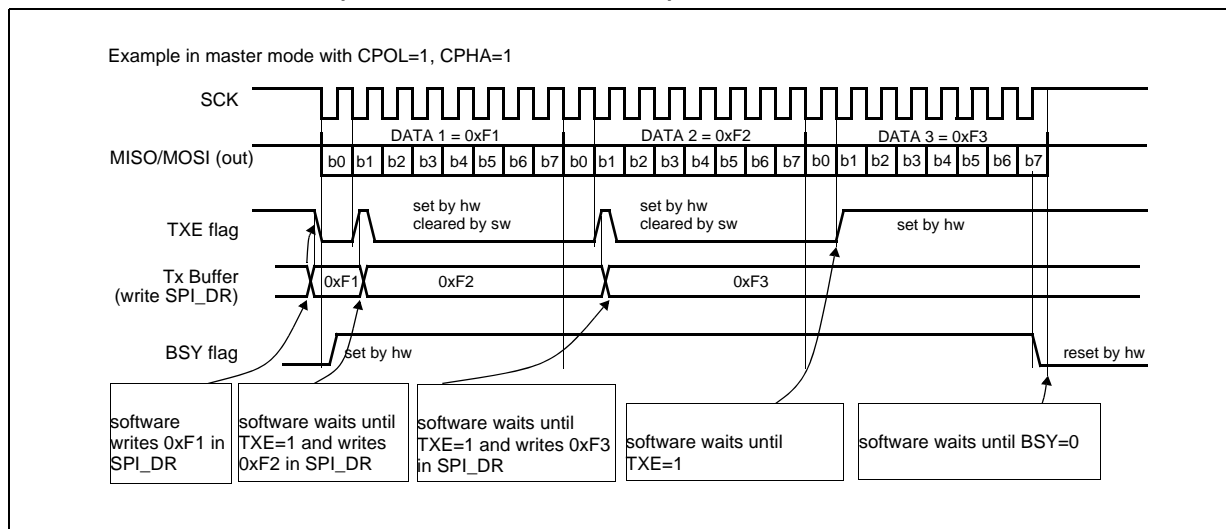 Example in master mode with CPOL=1, CPHA=1
SCK
DATA 1 = 0xF1
DATA 2 = 0xF2
DATA 3 = 0xF3
MISO/MOSI (out)
b0 b1 b2 b3 b4 b5 b6 b7 b0 b1 b2 b3 b4 b5 b6 b7 b0 b1 b2 b3 b4 b5 b6 b7
TXE flag
set by hw
cleared by sw
set by hw
cleared by sw
set by hw
Tx Buffer
(write SPI_DR)
0xF1
0xF2
0xF3
BSY flag
set by hw
reset by hw
software
writes 0xF1 in
SPI_DR
software waits until
TXE=1 and writes
0xF2 in SPI_DR
software waits until
TXE=1 and writes 0xF3
in SPI_DR
software waits until
TXE=1
software waits until BSY=0